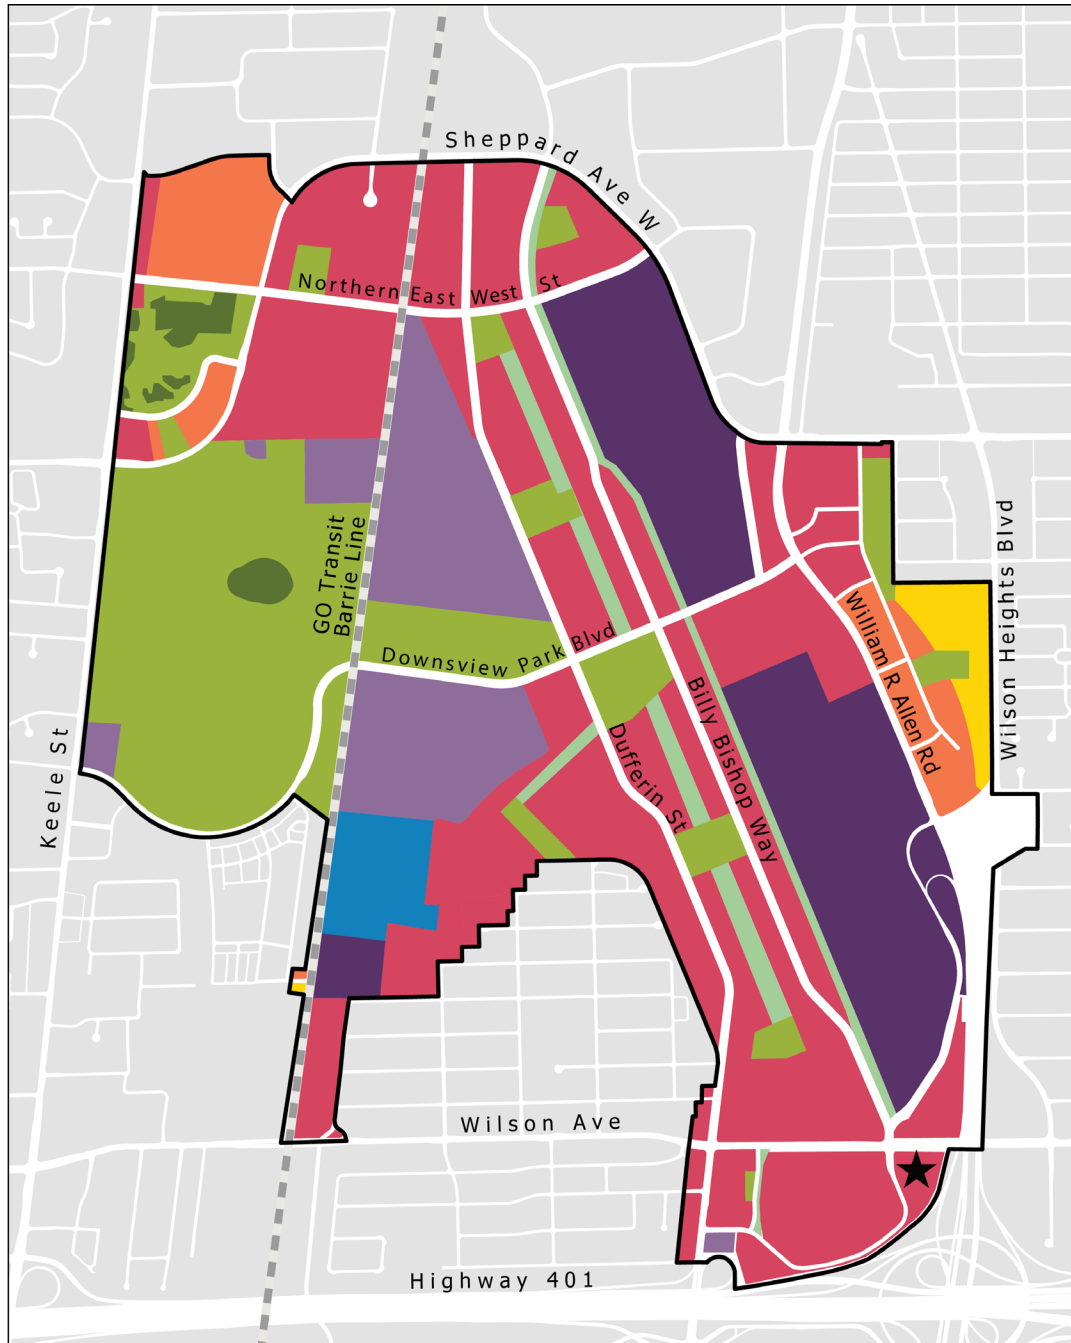 Sheppard Ave W
Northern East West St
GO Transit
Barrie Line
Downsview Park Blvd
William R Allen Rd
Wilson Heights Blvd
Billy Bishop Way
Dufferin St
Keele St
Wilson Ave
Highway 401